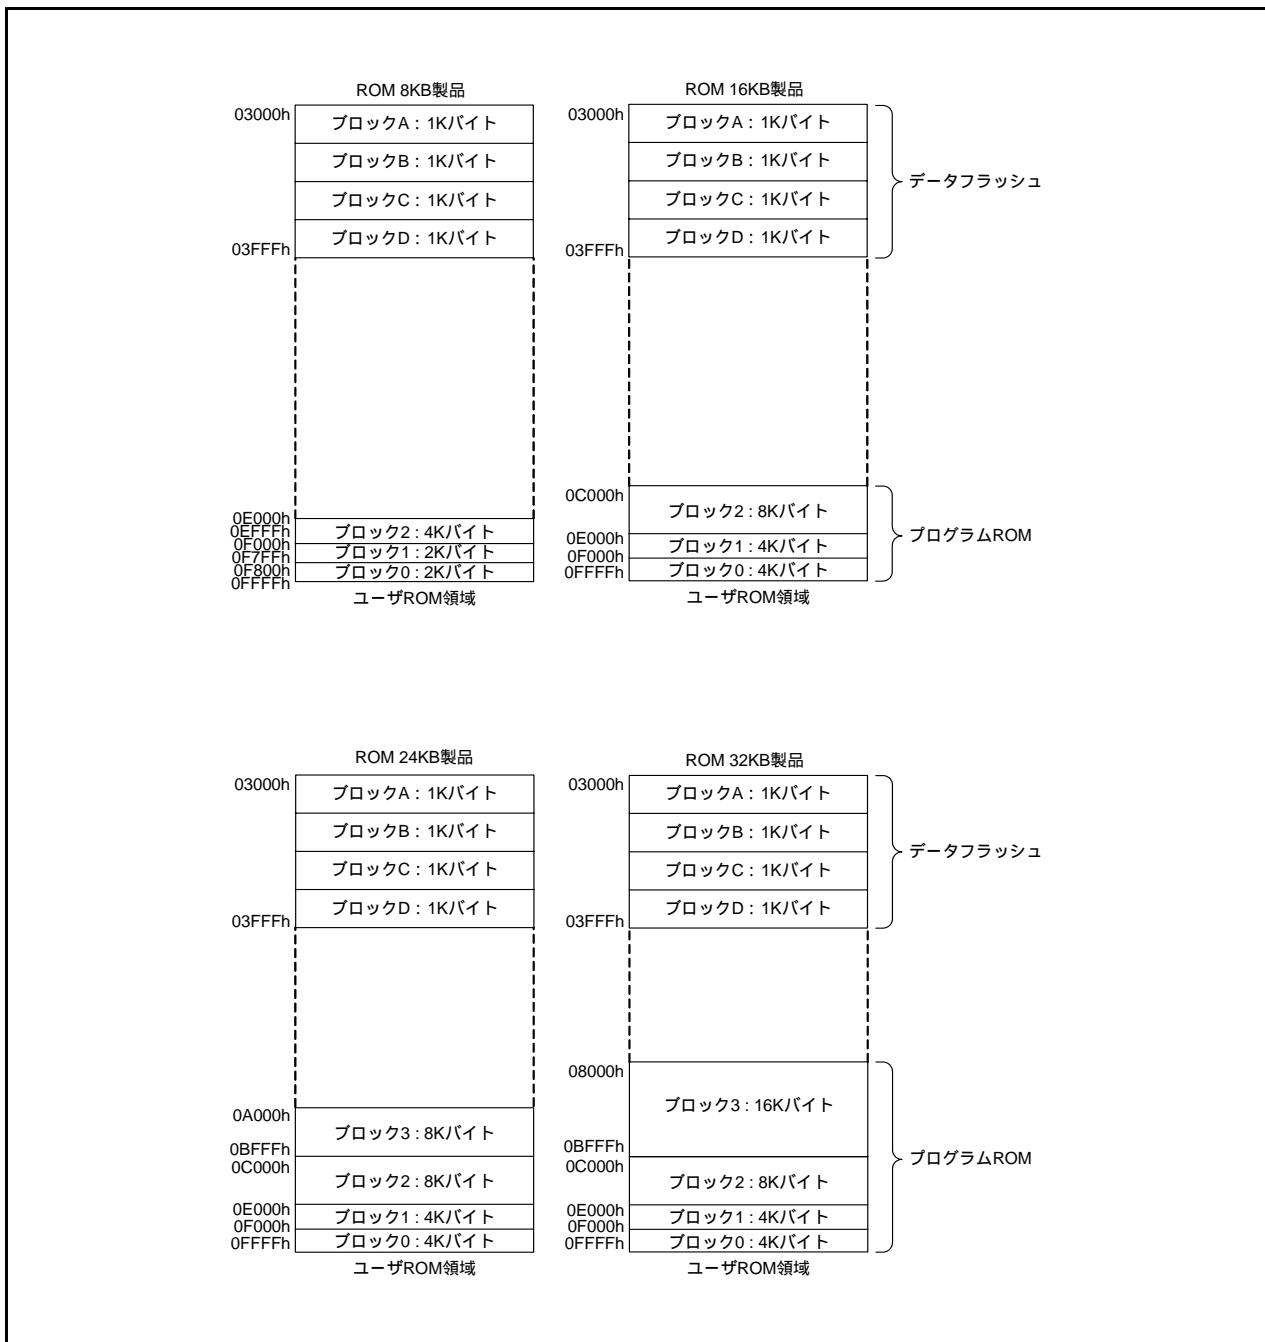 ROM 8KB製品
03000h
ブロックA : 1Kバイト
ブロックB : 1Kバイト
ブロックC : 1Kバイト
ブロックD : 1Kバイト
03FFFh
0E000h
0EFFFh
ブロック2 : 4Kバイト
0F000h
ブロック1 : 2Kバイト
0F7FFh
0F800h
ブロック0 : 2Kバイト
0FFFFh
ユーザROM領域
ROM 16KB製品
03000h
ブロックA : 1Kバイト
ブロックB : 1Kバイト
ブロックC : 1Kバイト
ブロックD : 1Kバイト
03FFFh
データフラッシュ
0C000h
ブロック2 : 8Kバイト
0E000h
ブロック1 : 4Kバイト
0F000h
ブロック0 : 4Kバイト
0FFFFh
プログラムROM
ユーザROM領域
ROM 24KB製品
03000h
ブロックA : 1Kバイト
ブロックB : 1Kバイト
ブロックC : 1Kバイト
ブロックD : 1Kバイト
03FFFh
0A000h
ブロック3 : 8Kバイト
0BFFFh
0C000h
ブロック2 : 8Kバイト
0E000h
ブロック1 : 4Kバイト
0F000h
ブロック0 : 4Kバイト
0FFFFh
ユーザROM領域
ROM 32KB製品
03000h
ブロックA : 1Kバイト
ブロックB : 1Kバイト
ブロックC : 1Kバイト
ブロックD : 1Kバイト
03FFFh
データフラッシュ
08000h
ブロック3 : 16Kバイト
0BFFFh
0C000h
ブロック2 : 8Kバイト
0E000h
ブロック1 : 4Kバイト
0F000h
ブロック0 : 4Kバイト
0FFFFh
プログラムROM
ユーザROM領域